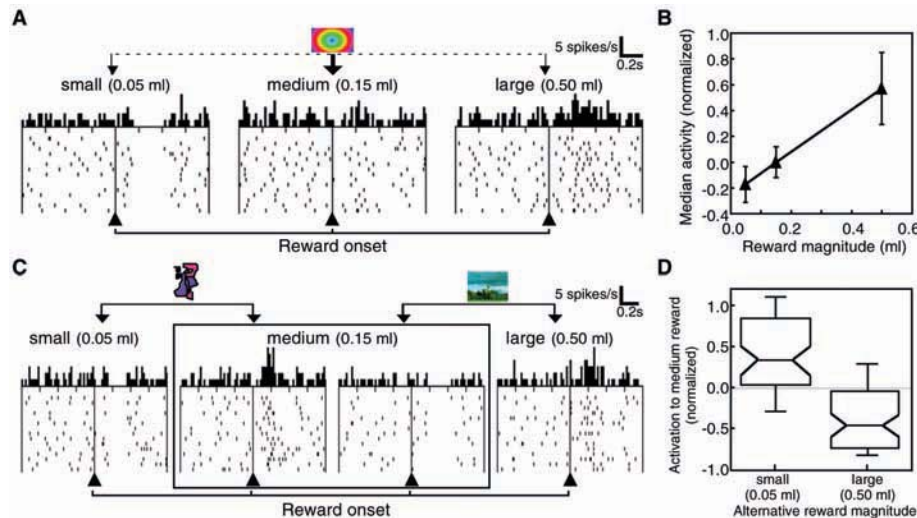 A
5 spikes/s
0.2s
small (0.05 ml) medium (0.15 ml) large (0.50 ml)
Reward onset
B
Median activity (normalized)
1.0
0.8
0.6
0.4
0.2
0.0
-0.2
-0.4
0.0 0.2 0.4 0.6
Reward magnitude (ml)
C
5 spikes/s
0.2s
small (0.05 ml) medium (0.15 ml) large (0.50 ml)
Reward onset
D
Activation to medium reward
(normalized)
1.0
0.5
0.0
-0.5
-1.0
small large
(0.05 ml) (0.50 ml)
Alternative reward magnitude